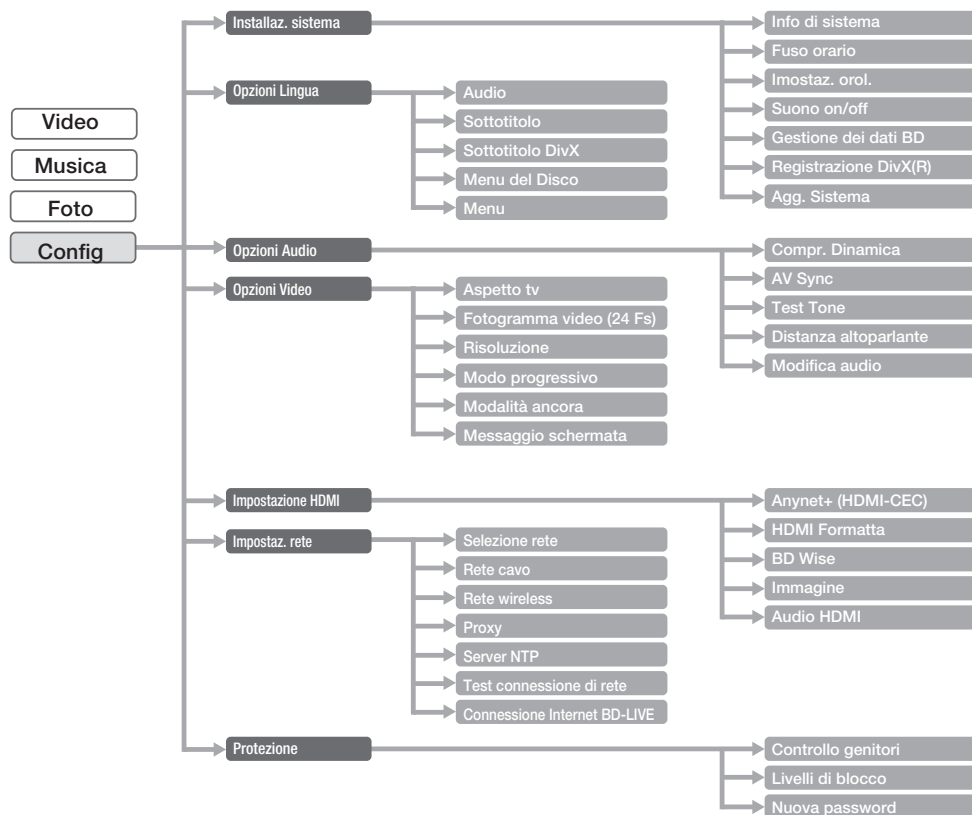 Video
Musica
Foto
Config
Installaz. sistema
Info di sistema
Fuso orario
Imostaz. orol.
Suono on/off
Gestione dei dati BD
Registrazione DivX(R)
Agg. Sistema
Opzioni Lingua
Audio
Sottotitolo
Sottotitolo DivX
Menu del Disco
Menu
Opzioni Audio
Compr. Dinamica
AV Sync
Test Tone
Distanza altoparlante
Modifica audio
Opzioni Video
Aspetto tv
Fotogramma video (24 Fs)
Risoluzione
Modo progressivo
Modalità ancora
Messaggio schermata
Impostazione HDMI
Anynet+ (HDMI-CEC)
HDMI Formatta
BD Wise
Immagine
Audio HDMI
Impostaz. rete
Selezione rete
Rete cavo
Rete wireless
Proxy
Server NTP
Test connessione di rete
Connessione Internet BD-LIVE
Protezione
Controllo genitori
Livelli di blocco
Nuova password